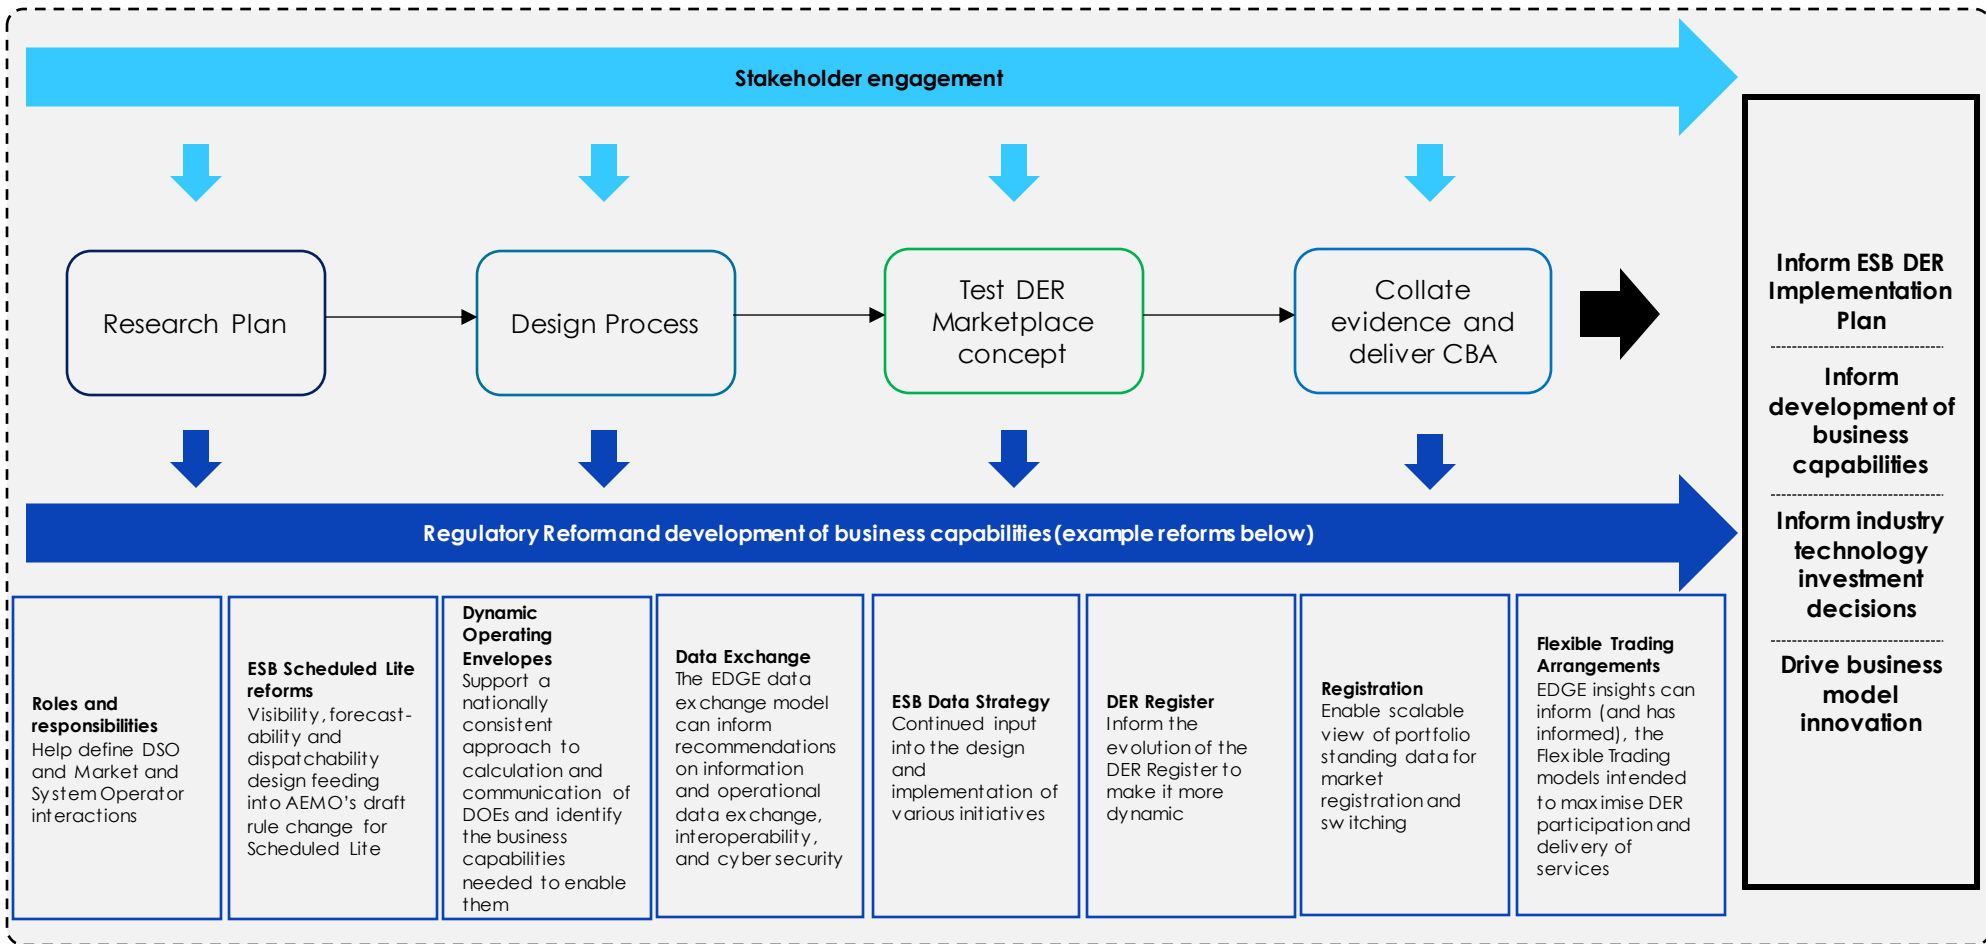 Stakeholder engagement
Research Plan
Design Process
Test DER
Marketplace
concept
Collate
evidence and
deliver CBA
Regulatory Reform and development of business capabilities (example reforms below)
Roles and
responsibilities
Help define DSO
and Market and
System Operator
interactions
ESB Scheduled Lite
reforms
Visibility, forecast-
ability and
dispatchability
design feeding
into AEMO's draft
rule change for
Scheduled Lite
Dynamic
Operating
Envelopes
Support a
nationally
consistent
approach to
calculation and
communication of
DOEs and identify
the business
capabilities
needed to enable
them
Data Exchange
The EDGE data
exchange model
can inform
recommendations
on information
and operational
data exchange,
interoperability,
and cyber security
ESB Data Strategy
Continued input
into the design
and
implementation of
various initiatives
DER Register
Inform the
evolution of the
DER Register to
make it more
dynamic
Registration
Enable scalable
view of portfolio
standing data for
market
registration and
switching
Flexible Trading
Arrangements
EDGE insights can
inform (and has
informed), the
Flexible Trading
models intended
to maximise DER
participation and
delivery of
services
Inform ESB DER
Implementation
Plan
Inform
development of
business
capabilities
Inform industry
technology
investment
decisions
Drive business
model
innovation